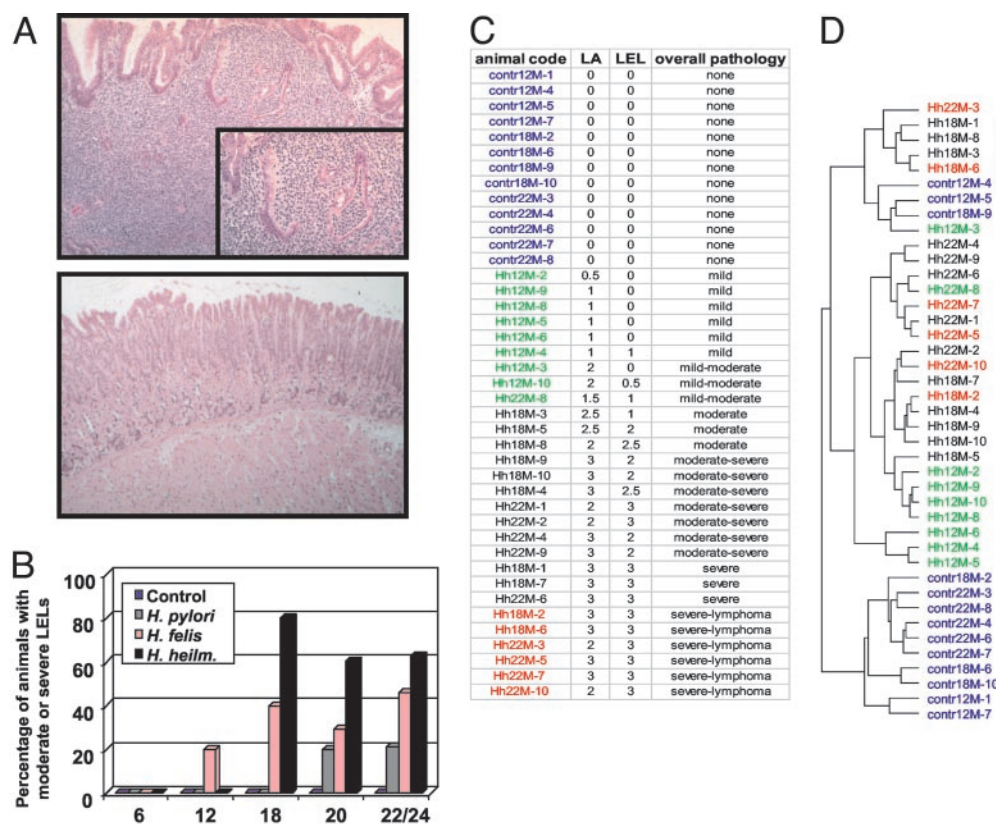 A
B
Percentage of animals with
moderate or severe LELs
100
80
60
40
20
0
Control
H. pylori
H. felis
H. heilm.
6 12 18 20 22/24
C
animal code LA LEL overall pathology
contr12M-1 0 0 none
contr12M-4 0 0 none
contr12M-5 0 0 none
contr12M-7 0 0 none
contr18M-2 0 0 none
contr18M-6 0 0 none
contr18M-9 0 0 none
contr18M-10 0 0 none
contr22M-3 0 0 none
contr22M-4 0 0 none
contr22M-6 0 0 none
contr22M-7 0 0 none
contr22M-8 0 0 none
Hh12M-2 0.5 0 mild
Hh12M-9 1 0 mild
Hh12M-8 1 0 mild
Hh12M-5 1 0 mild
Hh12M-6 1 0 mild
Hh12M-4 1 1 mild
Hh12M-3 2 0 mild-moderate
Hh12M-10 2 0.5 mild-moderate
Hh22M-8 1.5 1 mild-moderate
Hh18M-3 2.5 1 moderate
Hh18M-5 2.5 2 moderate
Hh18M-8 2 2.5 moderate
Hh18M-9 3 2 moderate-severe
Hh18M-10 3 2 moderate-severe
Hh18M-4 3 2.5 moderate-severe
Hh22M-1 2 3 moderate-severe
Hh22M-2 2 3 moderate-severe
Hh22M-4 3 2 moderate-severe
Hh22M-9 3 2 moderate-severe
Hh18M-1 3 3 severe
Hh18M-7 3 3 severe
Hh22M-6 3 3 severe
Hh18M-2 3 3 severe-lymphoma
Hh18M-6 3 3 severe-lymphoma
Hh22M-3 2 3 severe-lymphoma
Hh22M-5 3 3 severe-lymphoma
Hh22M-7 3 3 severe-lymphoma
Hh22M-10 2 3 severe-lymphoma
D
Hh22M-3
Hh18M-1
Hh18M-8
Hh18M-3
Hh18M-6
contr12M-4
contr12M-5
contr18M-9
Hh12M-3
Hh22M-4
Hh22M-9
Hh22M-6
Hh22M-8
Hh22M-7
Hh22M-1
Hh22M-5
Hh22M-2
Hh22M-10
Hh18M-7
Hh18M-2
Hh18M-4
Hh18M-9
Hh18M-10
Hh18M-5
Hh12M-2
Hh12M-9
Hh12M-10
Hh12M-8
Hh12M-6
Hh12M-4
Hh12M-5
contr18M-2
contr22M-3
contr22M-8
contr22M-4
contr22M-6
contr22M-7
contr18M-6
contr18M-10
contr12M-1
contr12M-7